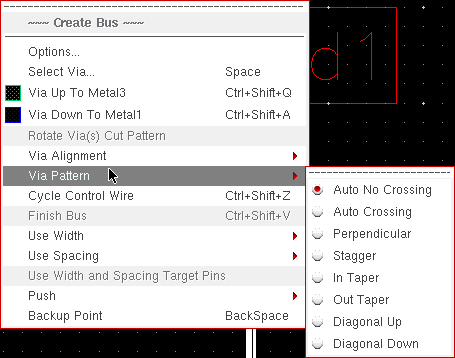 ~~~ Create Bus ~~~
Options...
Select Via... Space
Via Up To Metal3 Ctrl+Shift+Q
Via Down To Metal1 Ctrl+Shift+A
Rotate Via(s) Cut Pattern
Via Alignment
Via Pattern
Cycle Control Wire Ctrl+Shift+Z
Finish Bus Ctrl+Shift+V
Use Width
Use Spacing
Use Width and Spacing Target Pins
Push
Backup Point BackSpace
d1
Auto No Crossing
Auto Crossing
Perpendicular
Stagger
In Taper
Out Taper
Diagonal Up
Diagonal Down